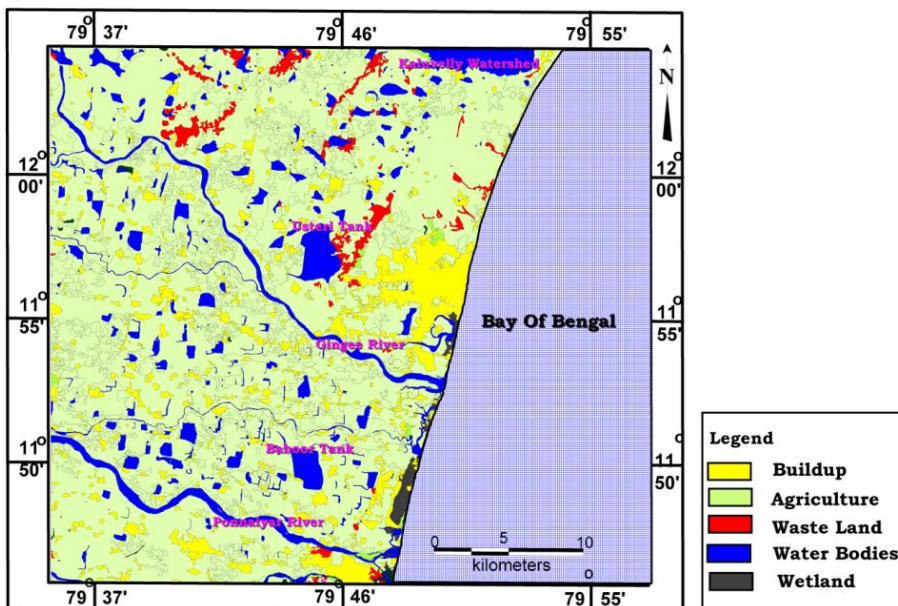 79° 37' 79° 46' 79° 55'
Kaluvelly Watershed
N
12° 00' 12° 00'
Usteri Tank
11° 55' Bay Of Bengal 11° 55'
Gingee River
Bahoor Tank
11° 50' 11° 50'
Ponnaiyar River
0 5 10
kilometers
79° 37' 79° 46' 79° 55'
Legend
Buildup
Agriculture
Waste Land
Water Bodies
Wetland